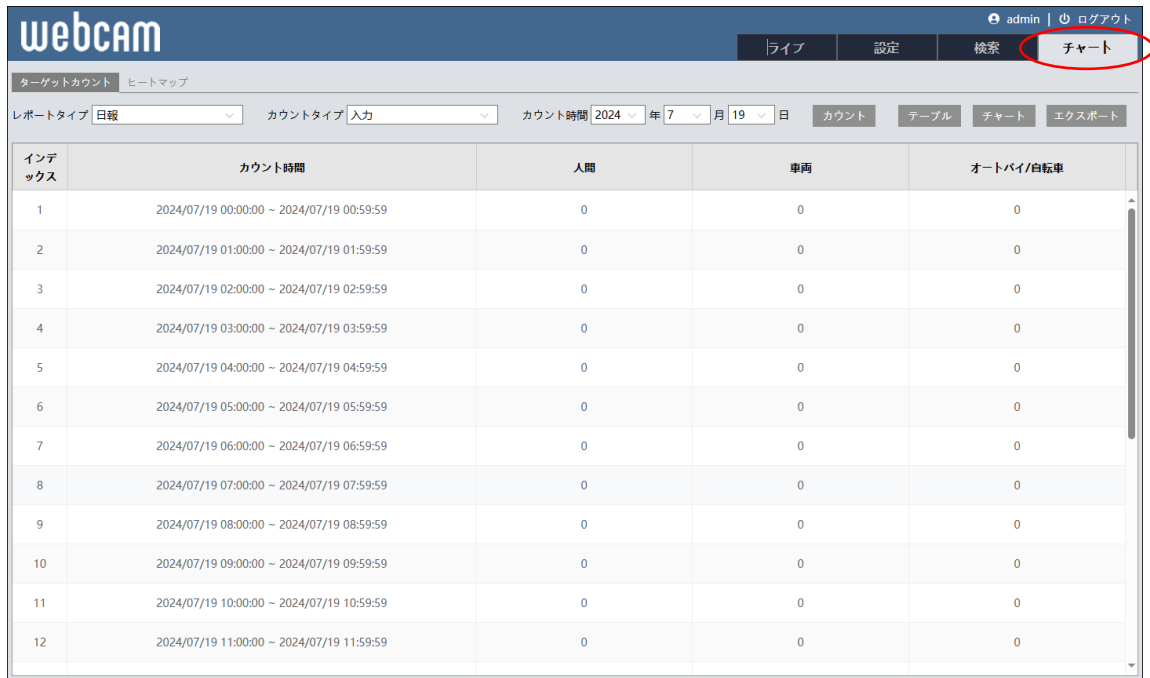 webcam
admin | ログアウト
ライブ 設定 検索 チャート
ターゲットカウント ヒートマップ
レポートタイプ 日報 カウントタイプ 入力 カウント時間 2024 年 7 月 19 日 カウント テーブル チャート エクスポート
インデックス カウント時間 人間 車両 オートバイ/自転車
1 2024/07/19 00:00:00 ~ 2024/07/19 00:59:59 0 0 0
2 2024/07/19 01:00:00 ~ 2024/07/19 01:59:59 0 0 0
3 2024/07/19 02:00:00 ~ 2024/07/19 02:59:59 0 0 0
4 2024/07/19 03:00:00 ~ 2024/07/19 03:59:59 0 0 0
5 2024/07/19 04:00:00 ~ 2024/07/19 04:59:59 0 0 0
6 2024/07/19 05:00:00 ~ 2024/07/19 05:59:59 0 0 0
7 2024/07/19 06:00:00 ~ 2024/07/19 06:59:59 0 0 0
8 2024/07/19 07:00:00 ~ 2024/07/19 07:59:59 0 0 0
9 2024/07/19 08:00:00 ~ 2024/07/19 08:59:59 0 0 0
10 2024/07/19 09:00:00 ~ 2024/07/19 09:59:59 0 0 0
11 2024/07/19 10:00:00 ~ 2024/07/19 10:59:59 0 0 0
12 2024/07/19 11:00:00 ~ 2024/07/19 11:59:59 0 0 0